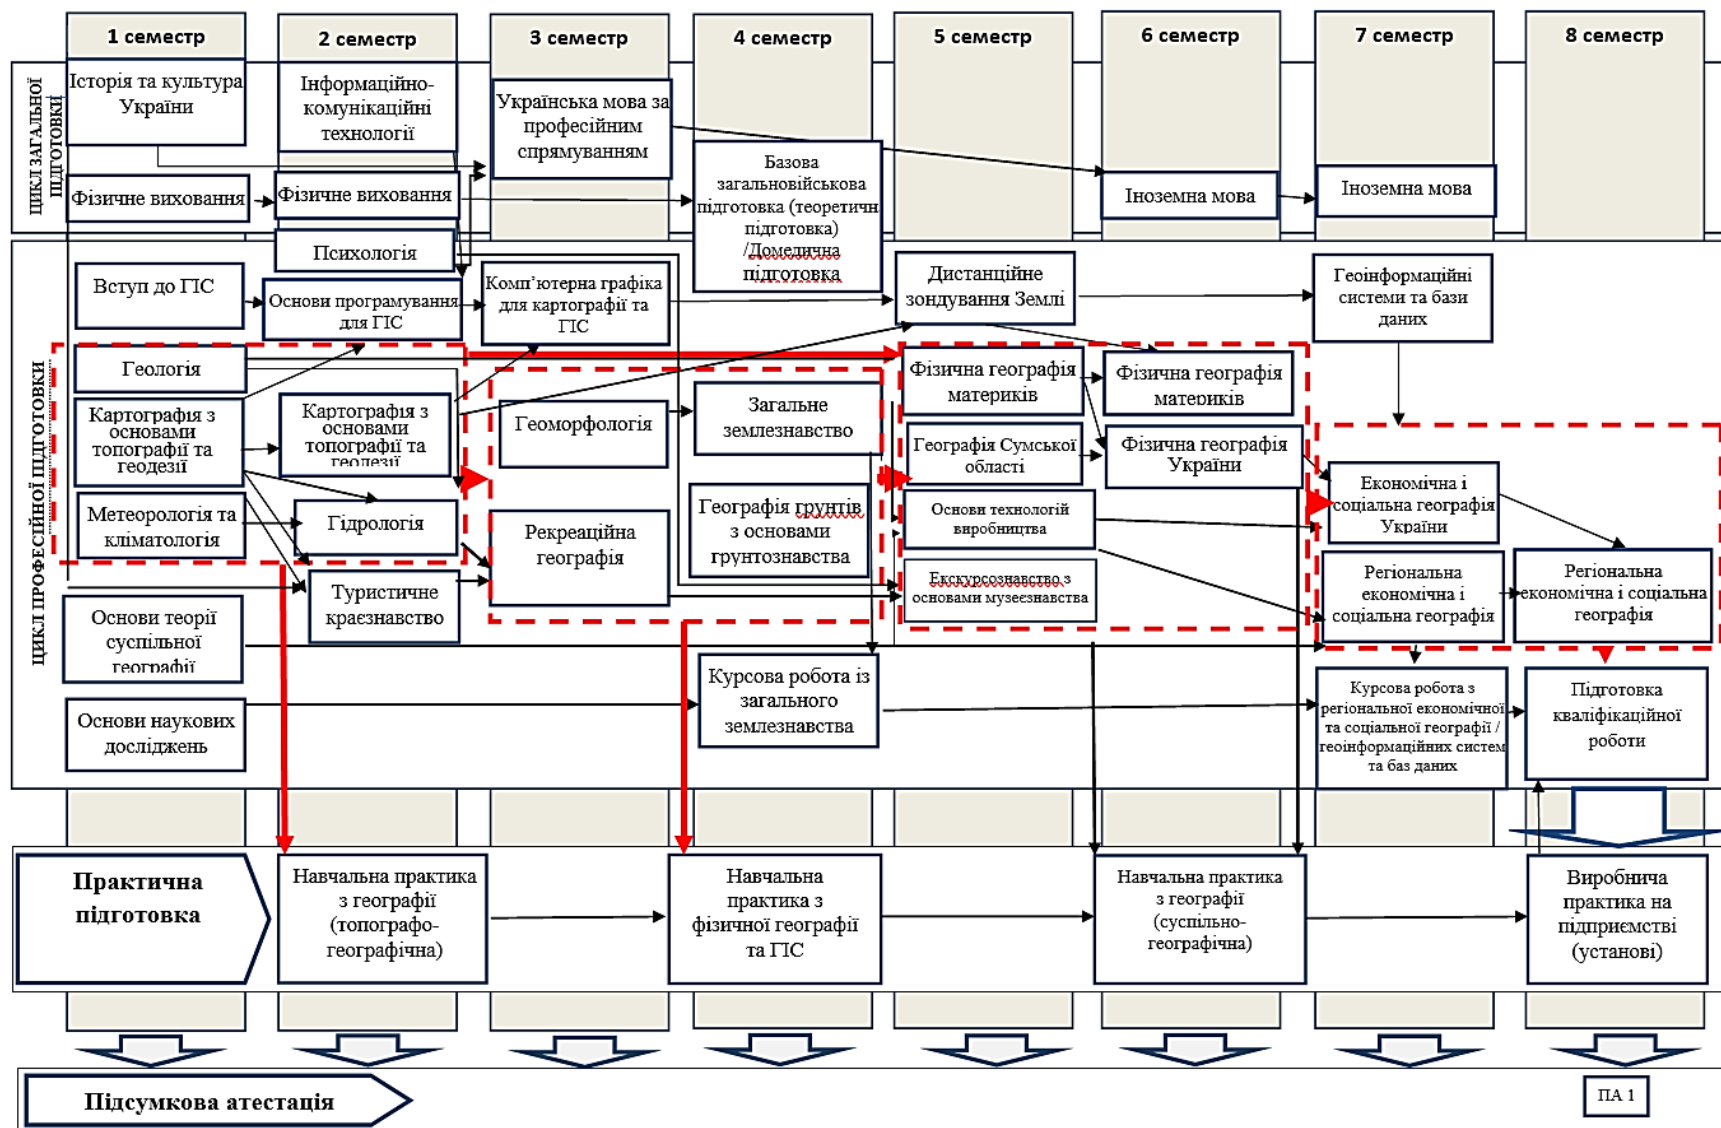 1 семестр
2 семестр
3 семестр
4 семестр
5 семестр
6 семестр
7 семестр
8 семестр
ЦИКЛ ЗАГАЛЬНОЇ
ПІДГОТОВКИ
Історія та культура
України
Інформаційно-
комунікаційні
технології
Українська мова за
професійним
спрямуванням
Базова
загальновійськова
підготовка (теоретична
підготовка)
/Домедична
підготовка
Фізичне виховання
Фізичне виховання
Іноземна мова
Іноземна мова
Психологія
ЦИКЛ ПРОФЕСІЙНОЇ ПІДГОТОВКИ
Вступ до ГІС
Основи програмування
для ГІС
Комп’ютерна графіка
для картографії та
ГІС
Дистанційне
зондування Землі
Геоінформаційні
системи та бази
даних
Геологія
Картографія з
основами
топографії та
геодезії
Картографія з
основами
топографії та
геодезії
Метеорологія та
кліматологія
Гідрологія
Туристичне
краєзнавство
Геоморфологія
Рекреаційна
географія
Загальне
землезнавство
Географія грунтів
з основами
грунтознавства
Фізична географія
материків
Фізична географія
материків
Географія Сумської
області
Фізична географія
України
Основи технологій
виробництва
Екскурсознавство з
основами музеєзнавства
Економічна і
соціальна географія
України
Регіональна
економічна і
соціальна географія
Регіональна
економічна і соціальна
географія
Основи теорії
суспільної
географії
Основи наукових
досліджень
Курсова робота із
загального
землезнавства
Курсова робота з
регіональної економічної
та соціальної географії /
геоінформаційних систем
та баз даних
Підготовка
кваліфікаційної
роботи
Практична
підготовка
Навчальна практика
з географії
(топографо-
географічна)
Навчальна
практика з
фізичної географії
та ГІС
Навчальна практика
з географії
(суспільно-
географічна)
Виробнича
практика на
підприємстві
(установі)
Підсумкова атестація
ПА 1